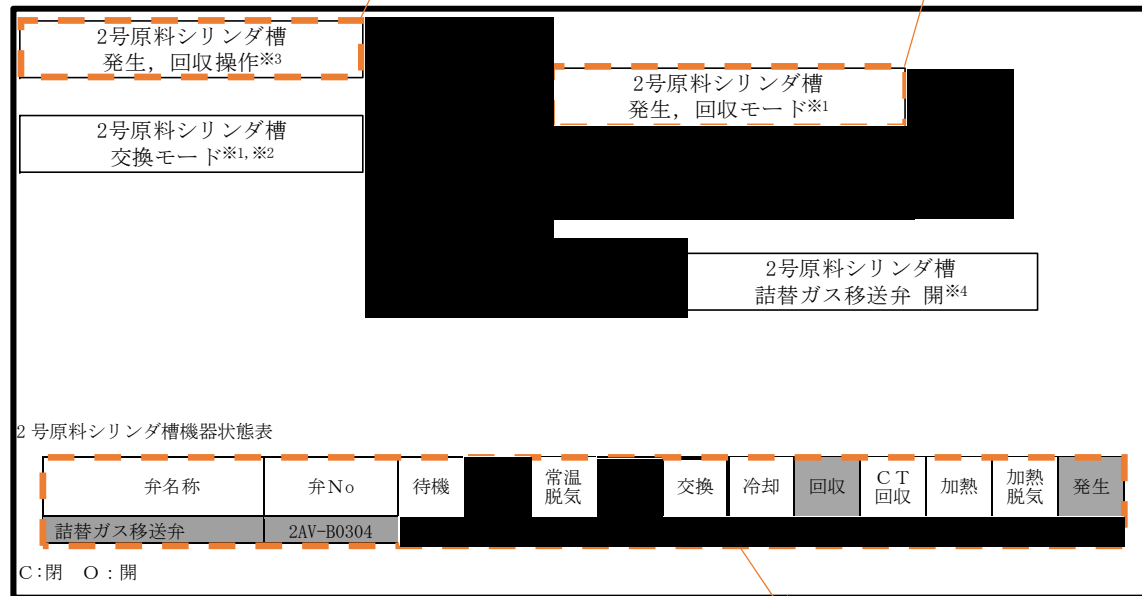 2号原料シリンダ槽
発生，回収操作※3
2号原料シリンダ槽
発生，回収モード※1
2号原料シリンダ槽
交換モード※1,※2
2号原料シリンダ槽
詰替ガス移送弁 開※4
2号原料シリンダ槽機器状態表
弁名称 弁No 待機 常温脱気 交換 冷却 回収 CT回収 加熱 加熱脱気 発生
詰替ガス移送弁 2AV-B0304
C:閉 O:開